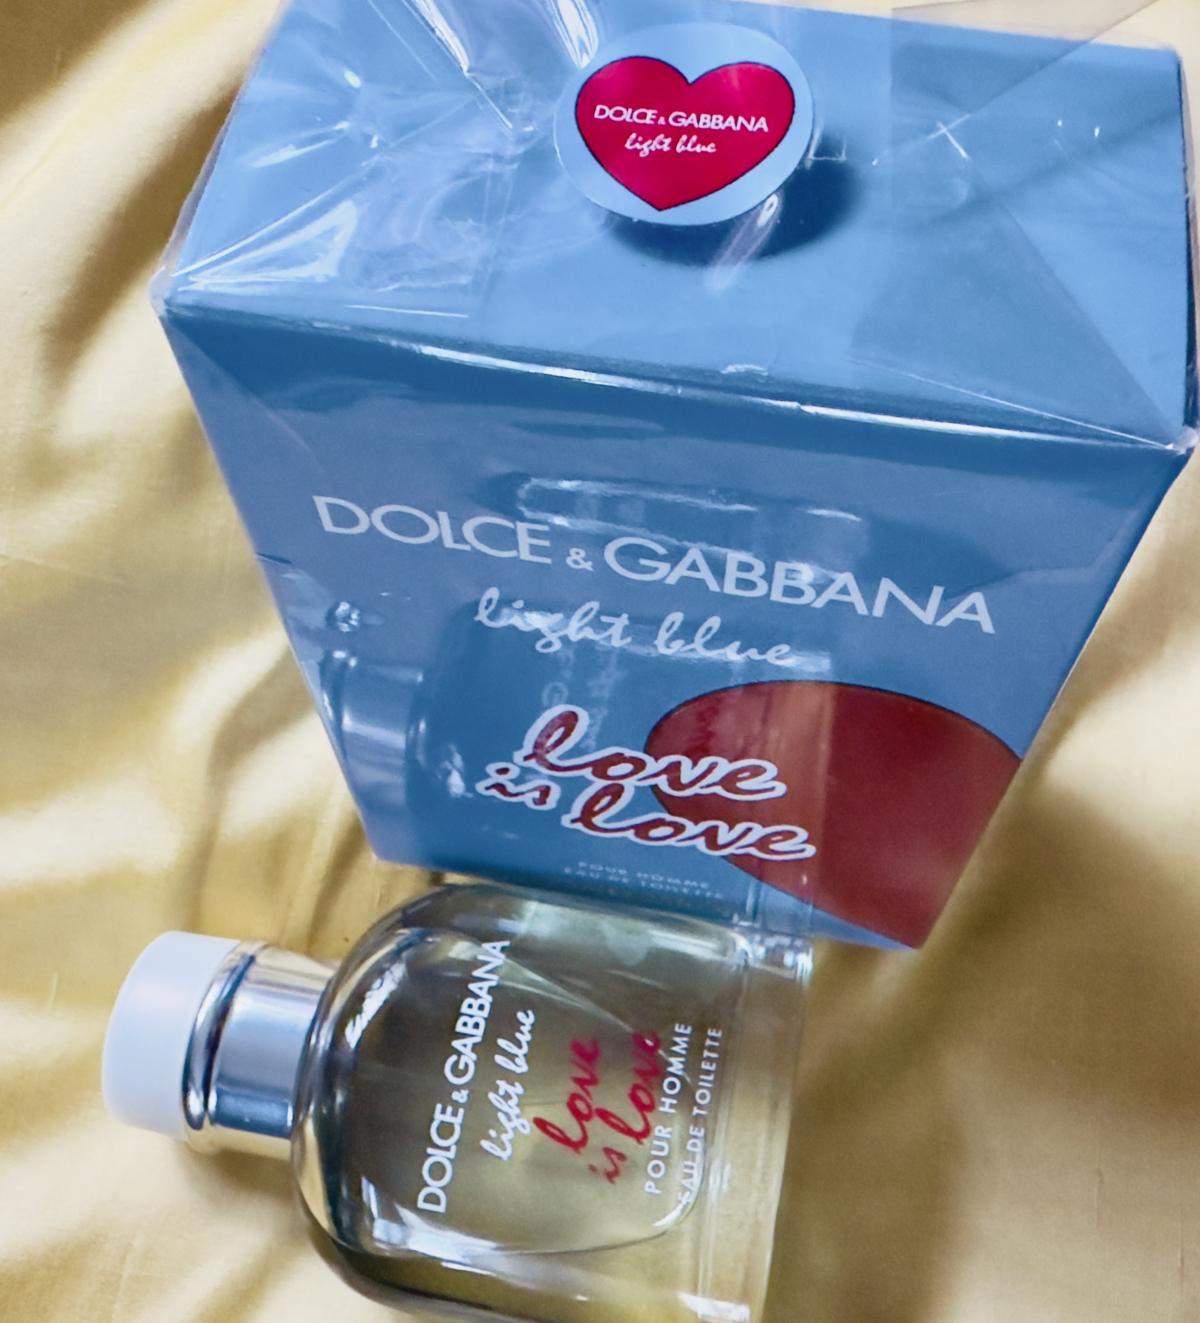 DOLCE & GABBANA
light blue
DOLCE & GABBANA
light blue
love
is love
POUR HOMME
EAU DE TOILETTE
DOLCE & GABBANA
light blue
love
is love
POUR HOMME
EAU DE TOILETTE